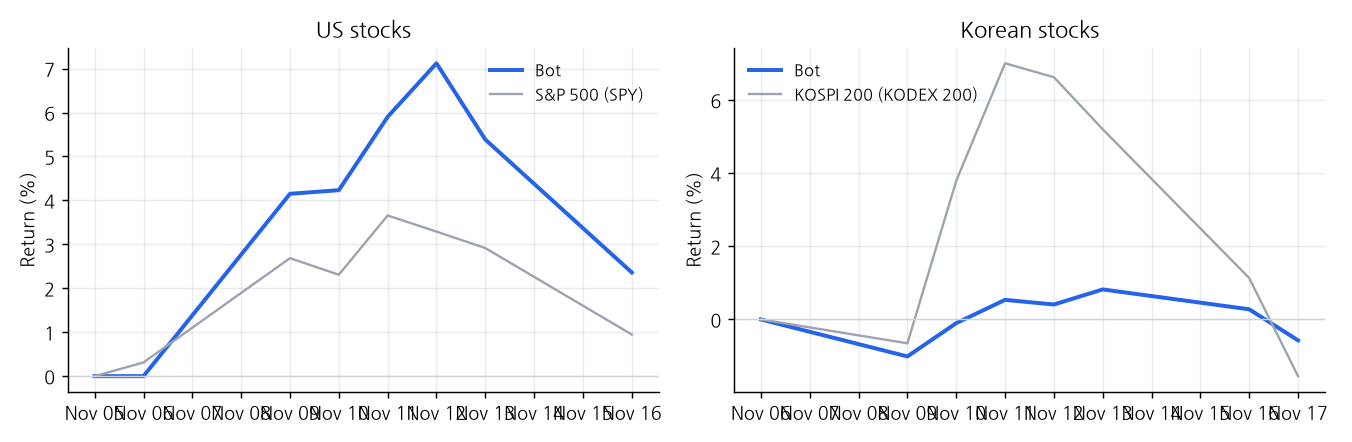 US stocks
Bot
S&P 500 (SPY)
Return (%)
7
6
5
4
3
2
1
0
Nov 05 Nov 06 Nov 07 Nov 08 Nov 09 Nov 10 Nov 11 Nov 12 Nov 13 Nov 14 Nov 15 Nov 16
Korean stocks
Bot
KOSPI 200 (KODEX 200)
Return (%)
6
4
2
0
Nov 06 Nov 07 Nov 08 Nov 09 Nov 10 Nov 11 Nov 12 Nov 13 Nov 14 Nov 15 Nov 16 Nov 17